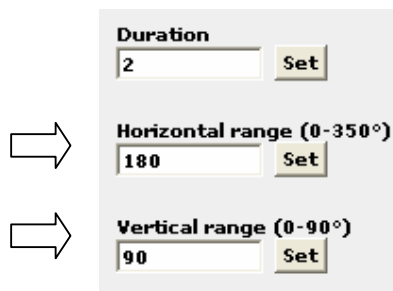 Duration
2 Set
Horizontal range (0-350°)
180 Set
Vertical range (0-90°)
90 Set